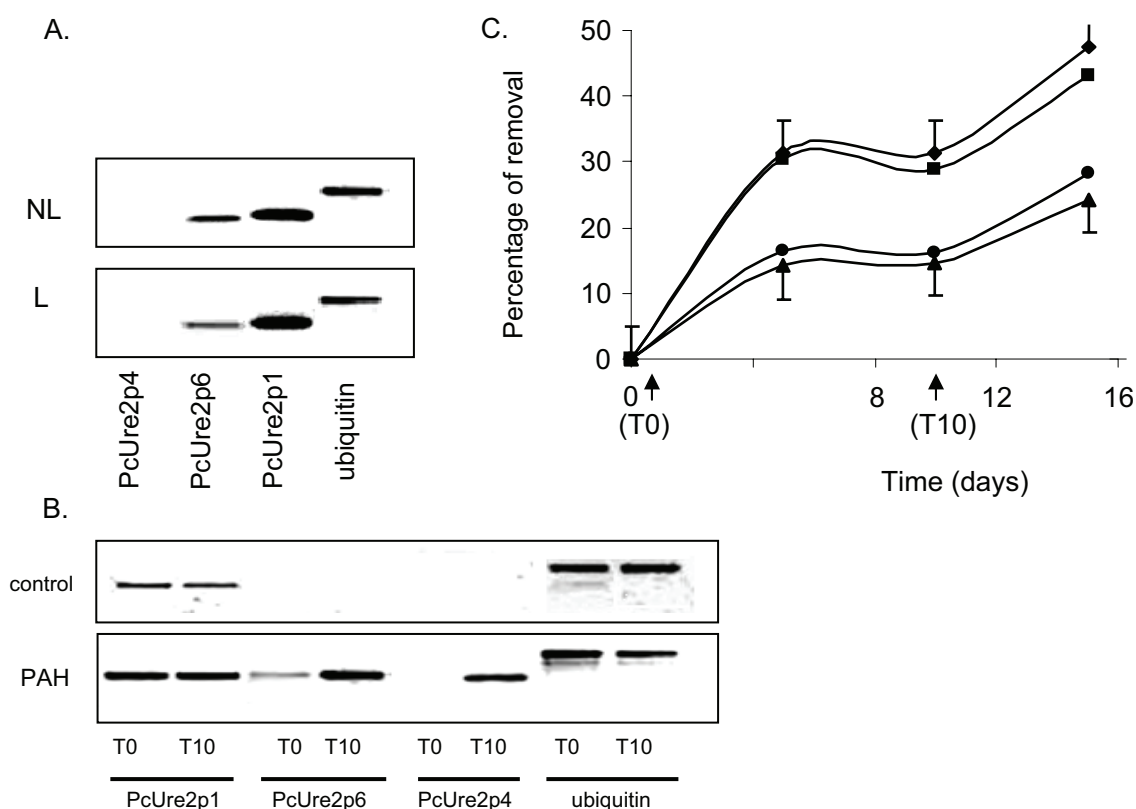 A.
NL
L
PcUre2p4
PcUre2p6
PcUre2p1
ubiquitin
B.
control
PAH
T0 T10 T0 T10 T0 T10 T0 T10
PcUre2p1 PcUre2p6 PcUre2p4 ubiquitin
C.
Percentage of removal
50
40
30
20
10
0
0 8 12 16
(T0) (T10)
Time (days)